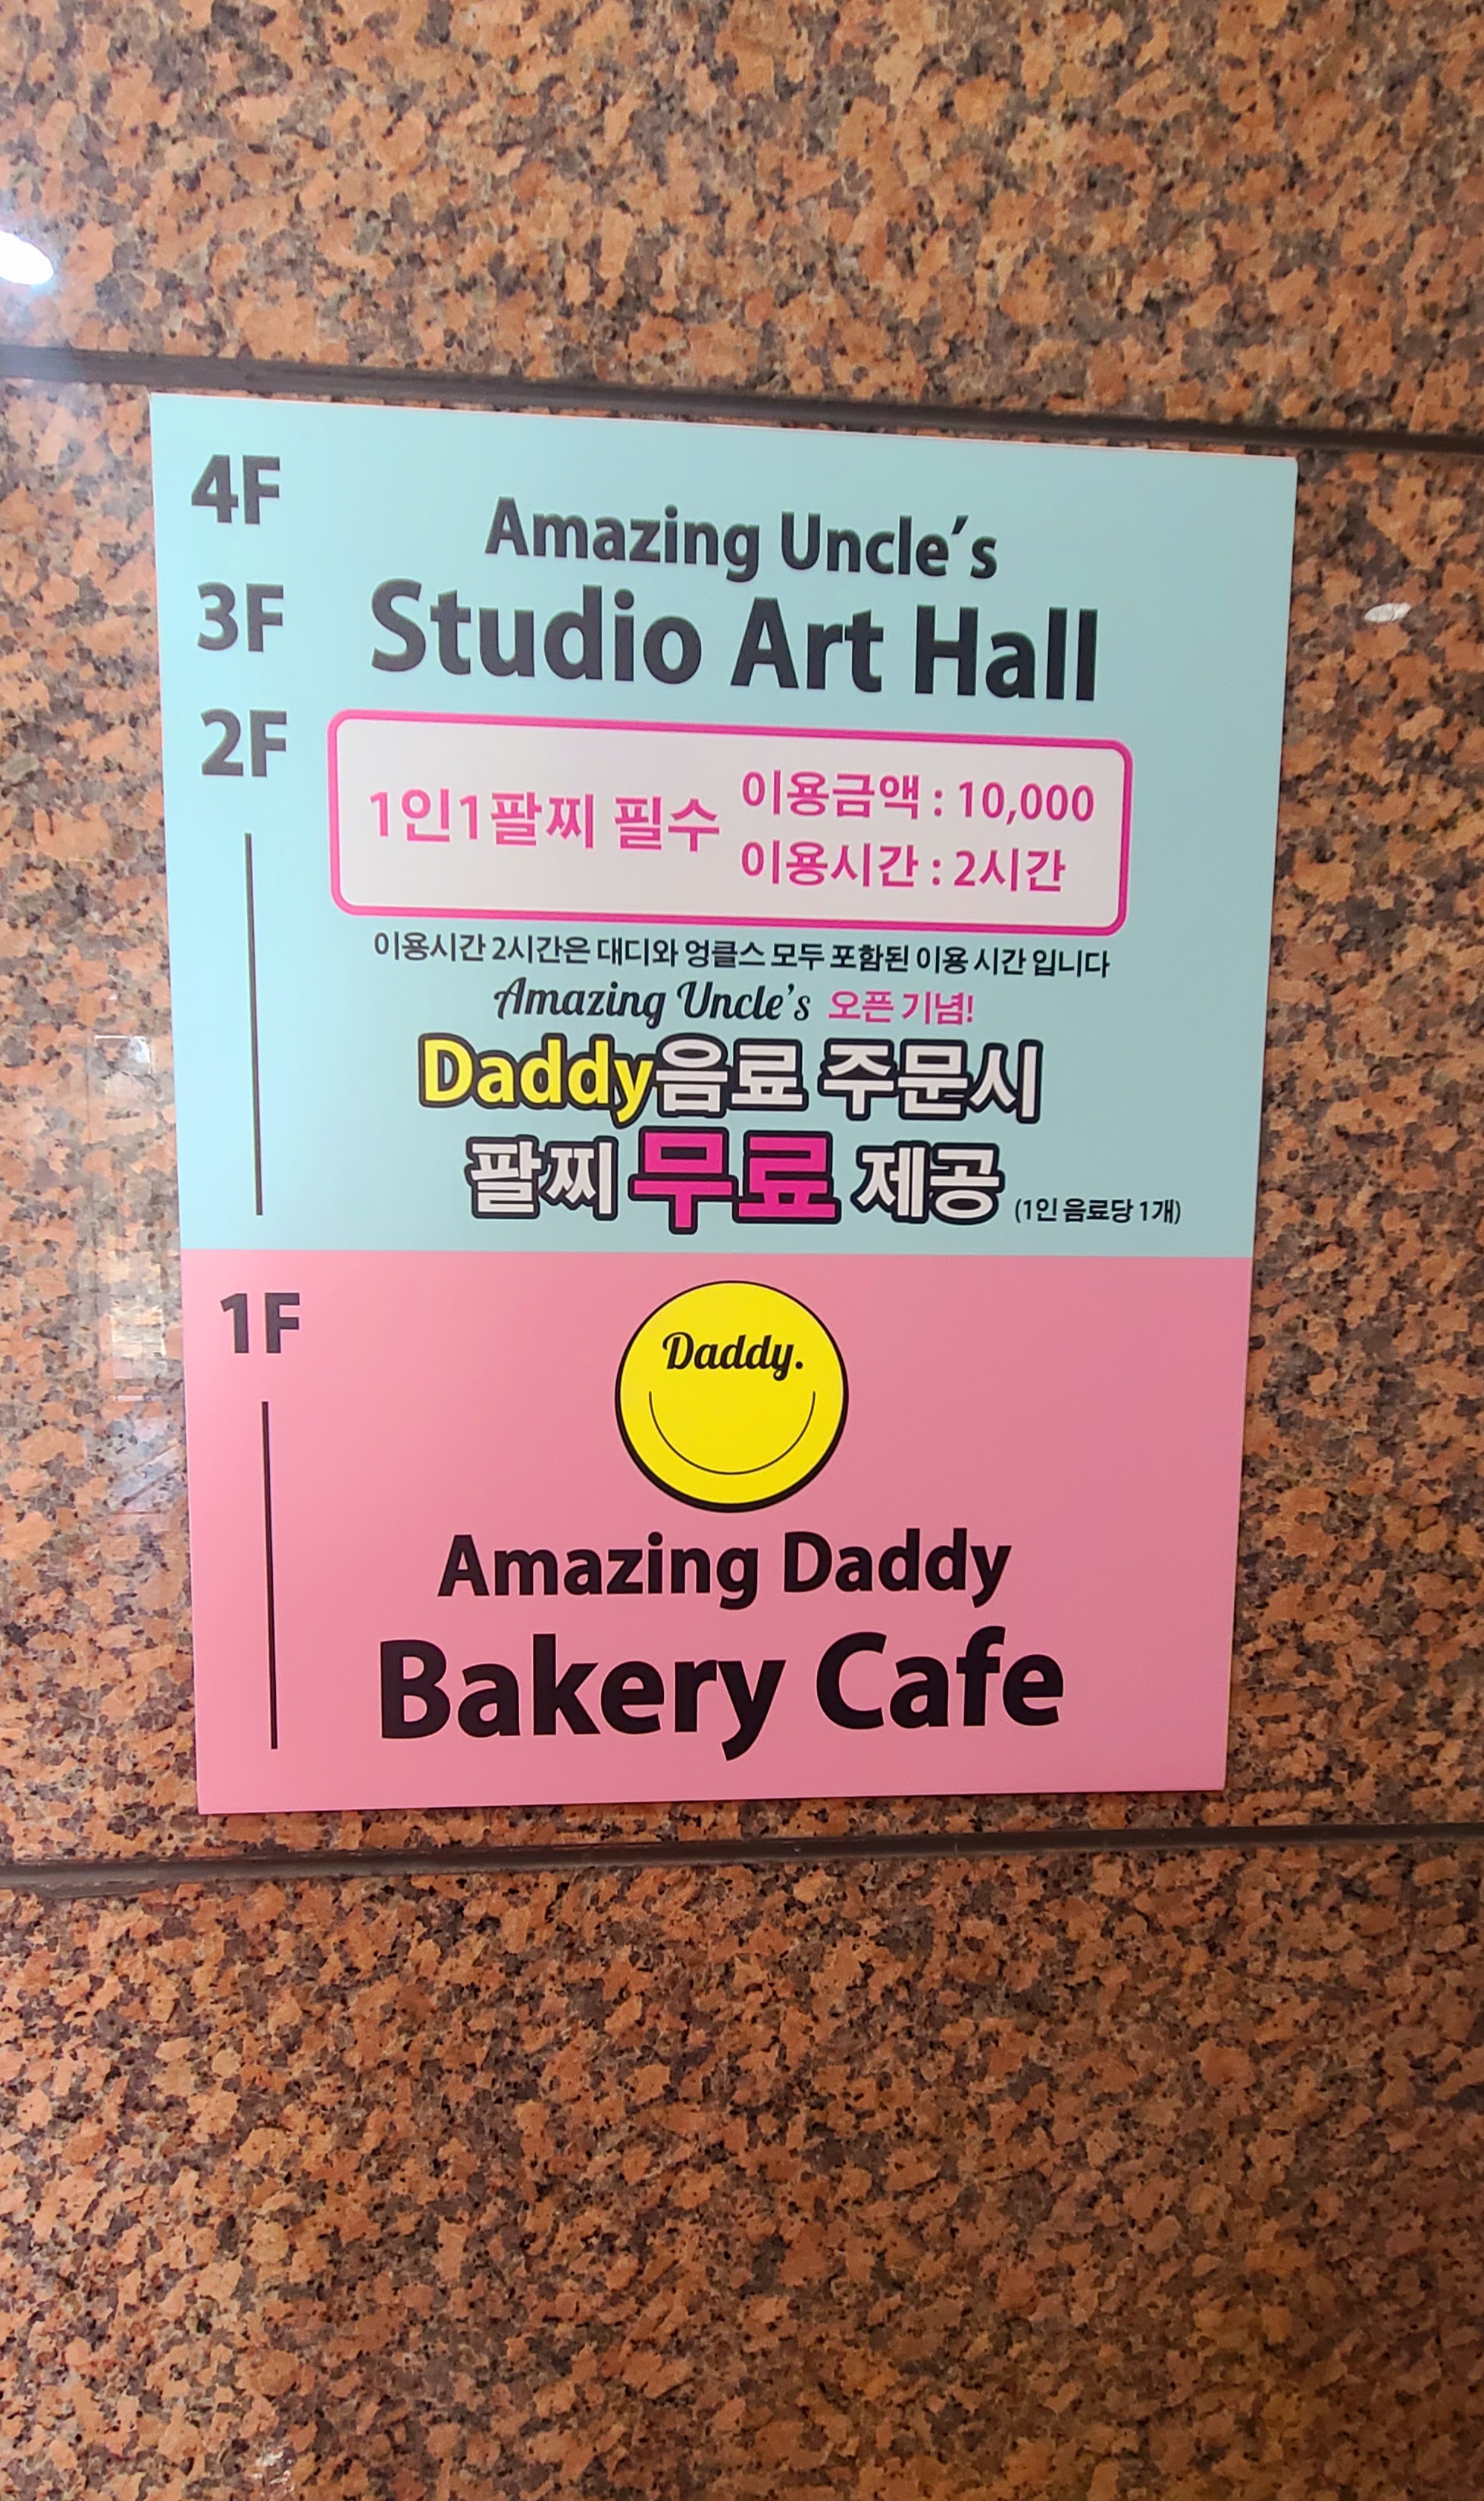 4F
Amazing Uncle's
3F
Studio Art Hall
2F
1인1팔찌 필수
이용금액 : 10,000
이용시간 : 2시간
이용시간 2시간은 대디와 엉클스 모두 포함된 이용 시간 입니다
Amazing Uncle's 오픈 기념!
Daddy음료 주문시
팔찌 무료 제공 (1인 음료당 1개)
1F
Daddy.
Amazing Daddy
Bakery Cafe